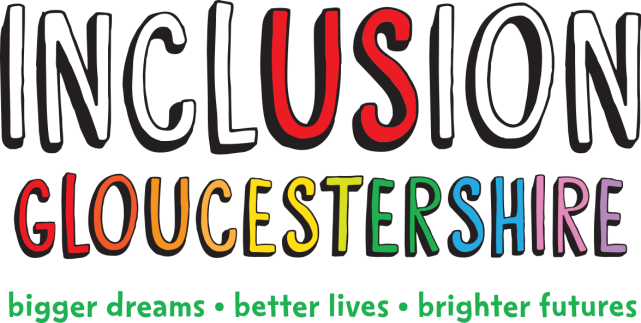 INCLUSION
GLOUCESTERSHIRE
bigger dreams • better lives • brighter futures